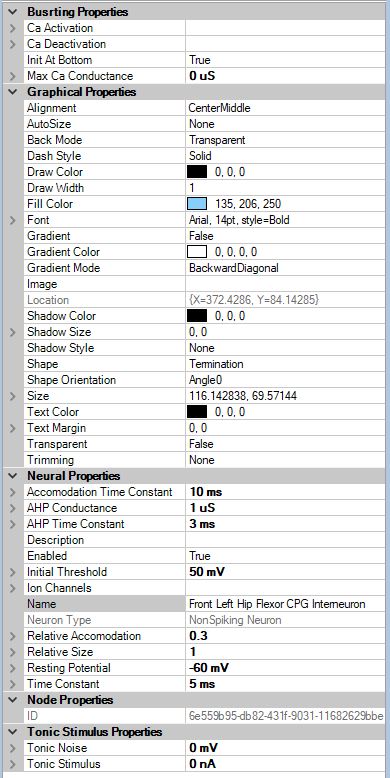 Busrting Properties
Ca Activation
Ca Deactivation
Init At Bottom True
Max Ca Conductance 0 uS
Graphical Properties
Alignment CenterMiddle
AutoSize None
Back Mode Transparent
Dash Style Solid
Draw Color 0, 0, 0
Draw Width 1
Fill Color 135, 206, 250
Font Arial, 14pt, style=Bold
Gradient False
Gradient Color 0, 0, 0, 0
Gradient Mode BackwardDiagonal
Image
Location {X=372.4286, Y=84.14285}
Shadow Color 0, 0, 0
Shadow Size 0, 0
Shadow Style None
Shape Termination
Shape Orientation Angle0
Size 116.142838, 69.57144
Text Color 0, 0, 0
Text Margin 0, 0
Transparent False
Trimming None
Neural Properties
Accomodation Time Constant 10 ms
AHP Conductance 1 uS
AHP Time Constant 3 ms
Description
Enabled True
Initial Threshold 50 mV
Ion Channels
Name Front Left Hip Flexor CPG Interneuron
Neuron Type NonSpiking Neuron
Relative Accomodation 0.3
Relative Size 1
Resting Potential -60 mV
Time Constant 5 ms
Node Properties
ID 6e559b95-db82-431f-9031-11682629bbe
Tonic Stimulus Properties
Tonic Noise 0 mV
Tonic Stimulus 0 nA